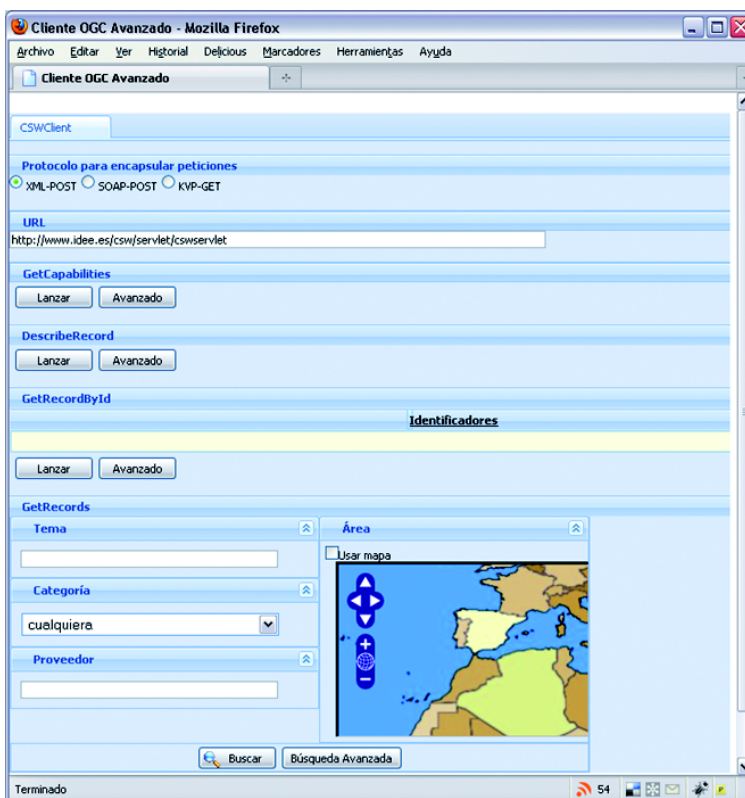 Cliente OGC Avanzado - Mozilla Firefox
Archivo Editar Ver Historial Delicious Marcadores Herramientas Ayuda
Cliente OGC Avanzado
CSWClient
Protocolo para encapsular peticiones
XML-POST SOAP-POST KVP-GET
URL
http://www.idee.es/csw/servlet/cswservlet
GetCapabilities
Lanzar Avanzado
DescribeRecord
Lanzar Avanzado
GetRecordById
Identificadores
Lanzar Avanzado
GetRecords
Tema
Área
Usar mapa
Categoría
cualquiera
Proveedor
Buscar Búsqueda Avanzada
Terminado 54